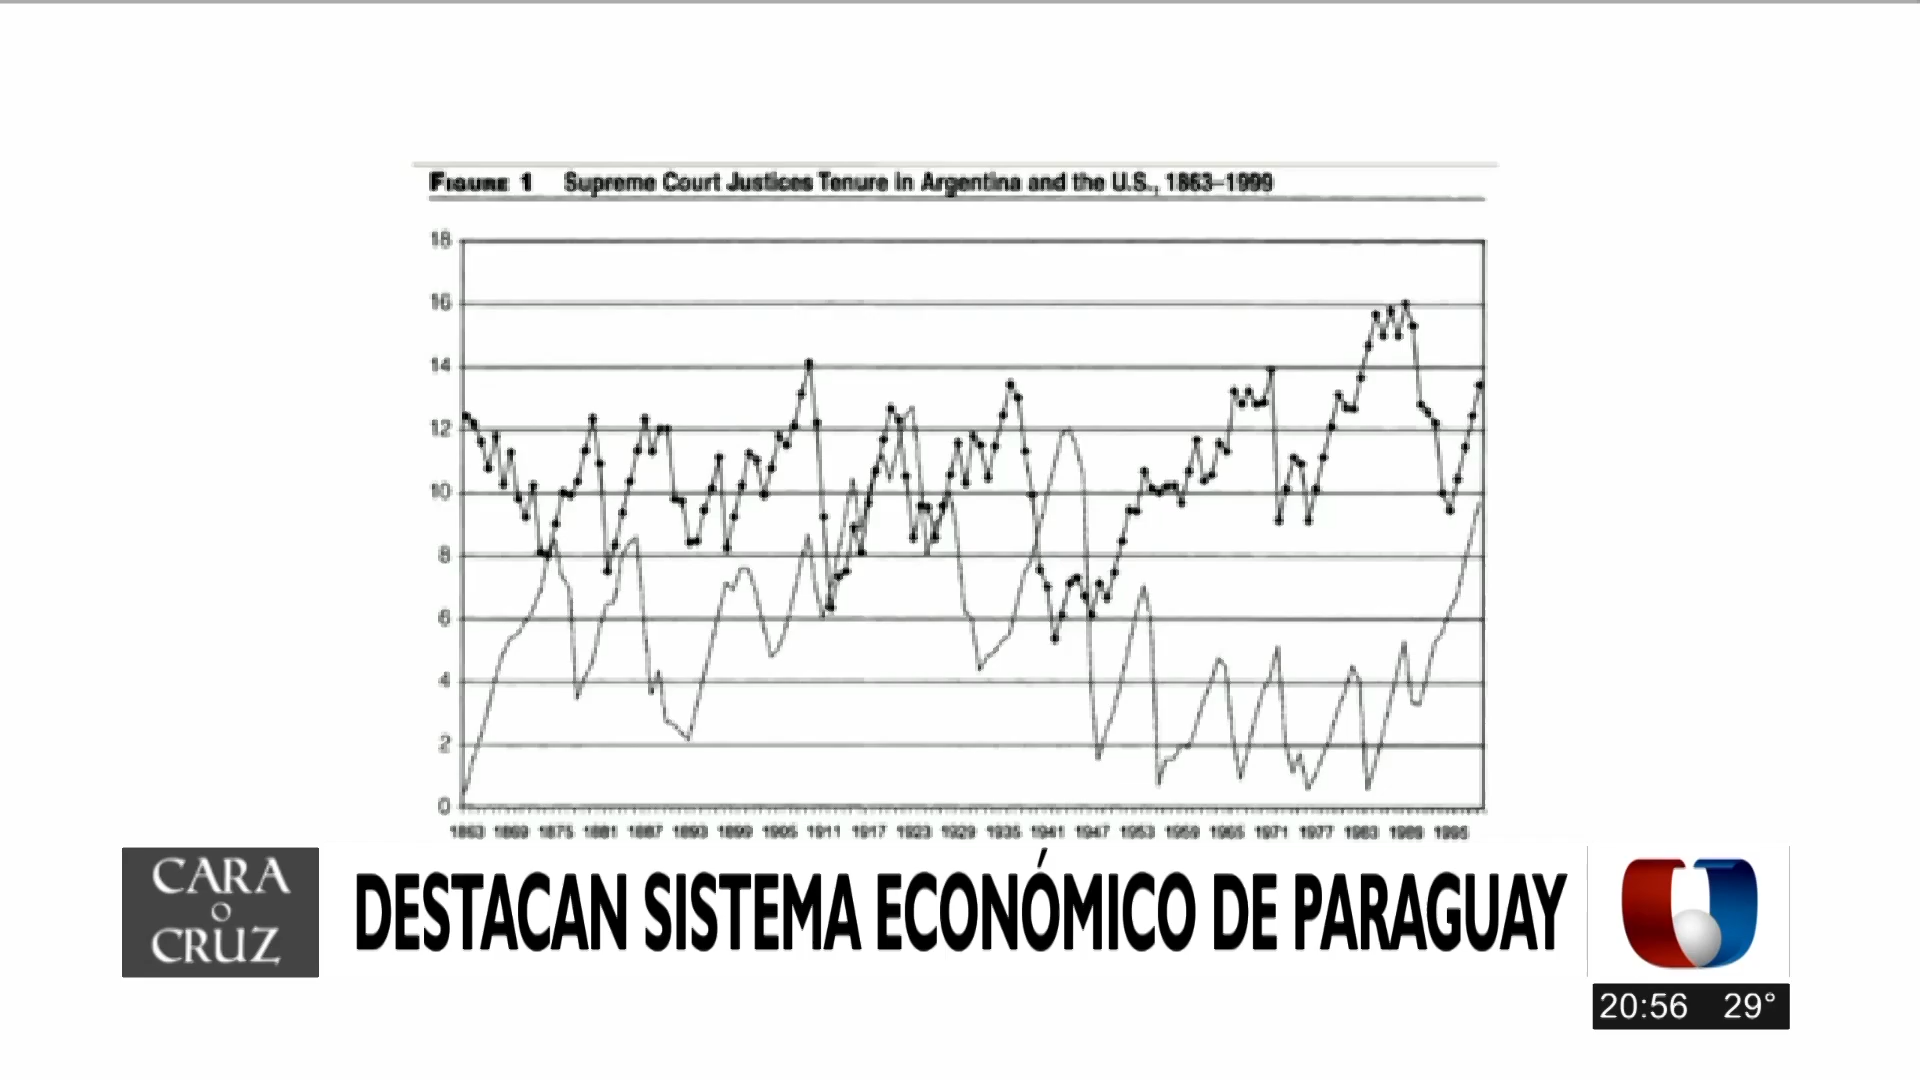 FIGURE 1 Supreme Court Justices Tenure in Argentina and the U.S., 1863–1999
18
16
14
12
10
8
6
4
2
0
1863 1869 1875 1881 1887 1893 1899 1905 1911 1917 1923 1929 1935 1941 1947 1953 1959 1965 1971 1977 1983 1989 1995
CARA
O
CRUZ
DESTACAN SISTEMA ECONÓMICO DE PARAGUAY
20:56 29°